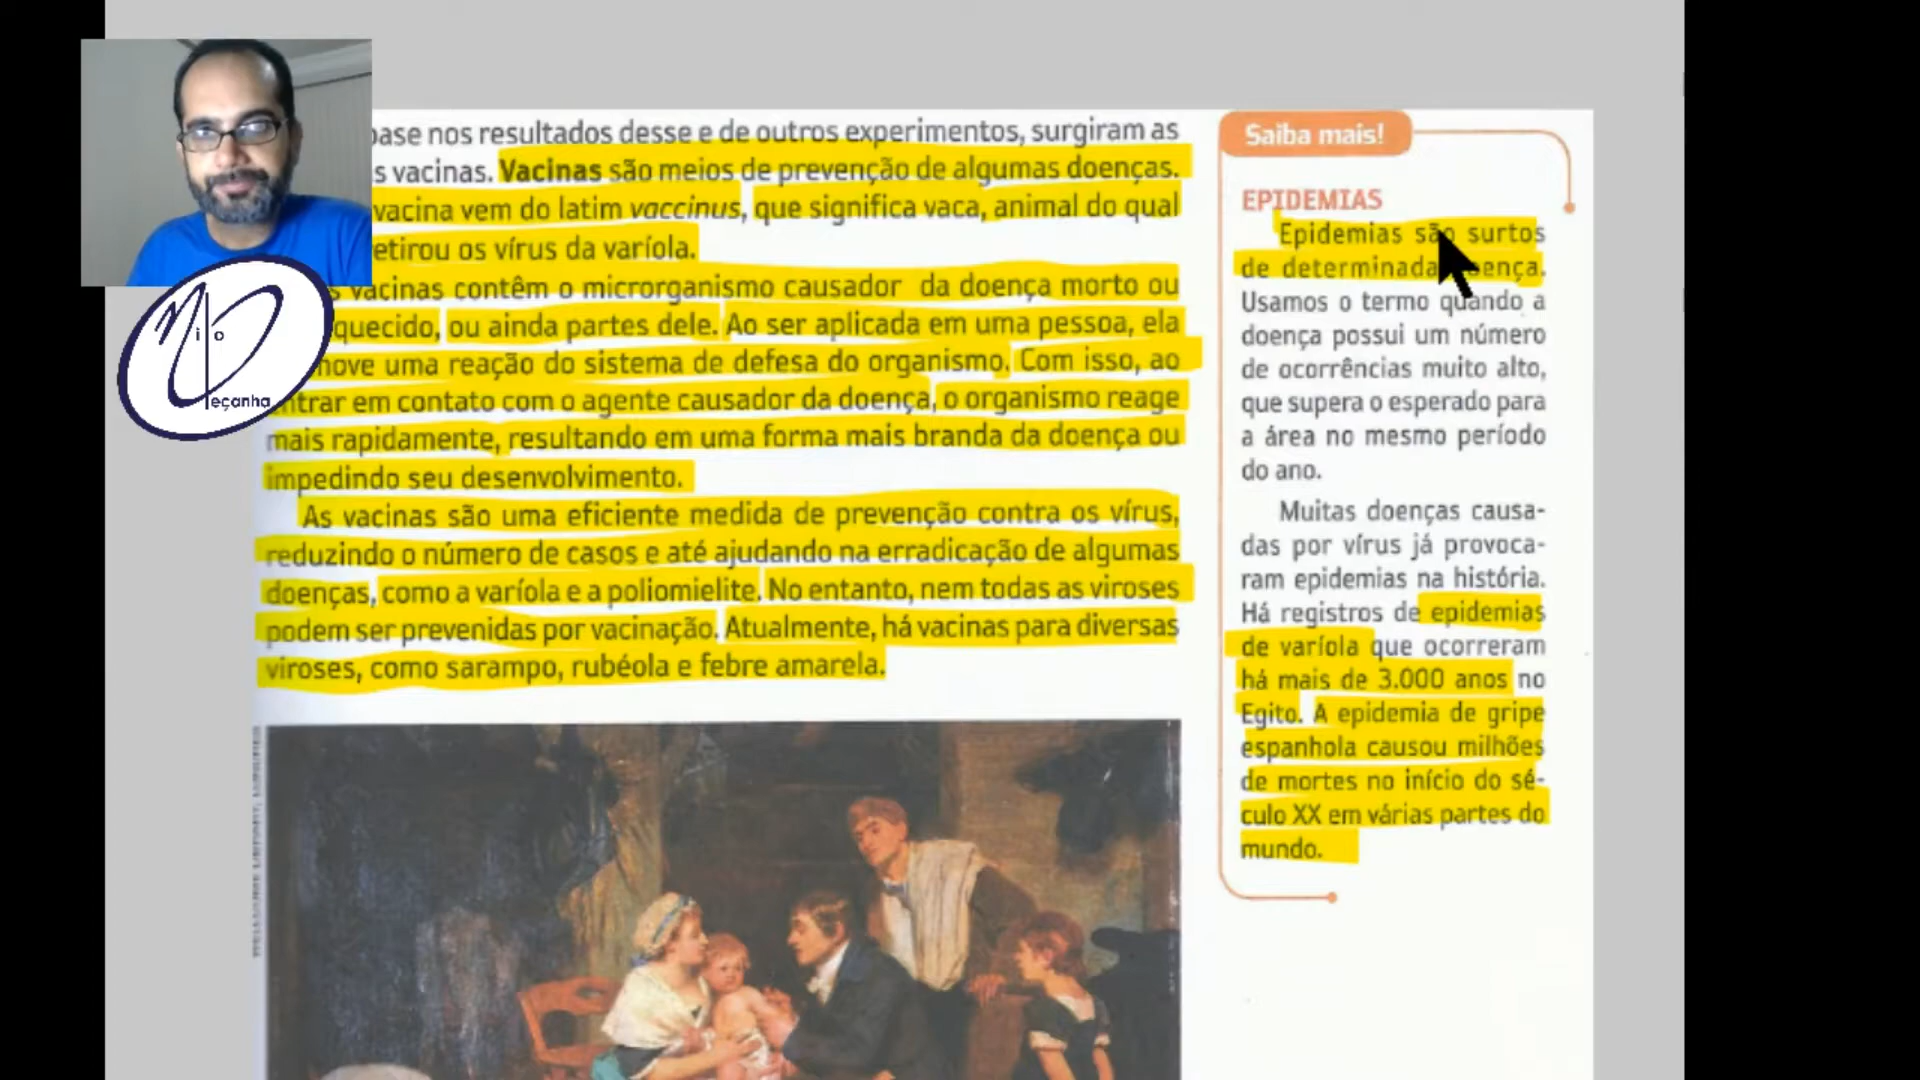 base nos resultados desse e de outros experimentos, surgiram as
s vacinas. Vacinas são meios de prevenção de algumas doenças.
vacina vem do latim vaccinus, que significa vaca, animal do qual
retirou os vírus da varíola.
s vacinas contêm o microrganismo causador da doença morto ou
quecido, ou ainda partes dele. Ao ser aplicada em uma pessoa, ela
move uma reação do sistema de defesa do organismo. Com isso, ao
ntrar em contato com o agente causador da doença, o organismo reage
mais rapidamente, resultando em uma forma mais branda da doença ou
impedindo seu desenvolvimento.
As vacinas são uma eficiente medida de prevenção contra os vírus,
reduzindo o número de casos e até ajudando na erradicação de algumas
doenças, como a varíola e a poliomielite. No entanto, nem todas as viroses
podem ser prevenidas por vacinação. Atualmente, há vacinas para diversas
viroses, como sarampo, rubéola e febre amarela.
Nilo
Peçanha
Saiba mais!
EPIDEMIAS
Epidemias são surtos
de determinada doença.
Usamos o termo quando a
doença possui um número
de ocorrências muito alto,
que supera o esperado para
a área no mesmo período
do ano.
Muitas doenças causa-
das por vírus já provoca-
ram epidemias na história.
Há registros de epidemias
de varíola que ocorreram
há mais de 3.000 anos no
Egito. A epidemia de gripe
espanhola causou milhões
de mortes no início do sé-
culo XX em várias partes do
mundo.